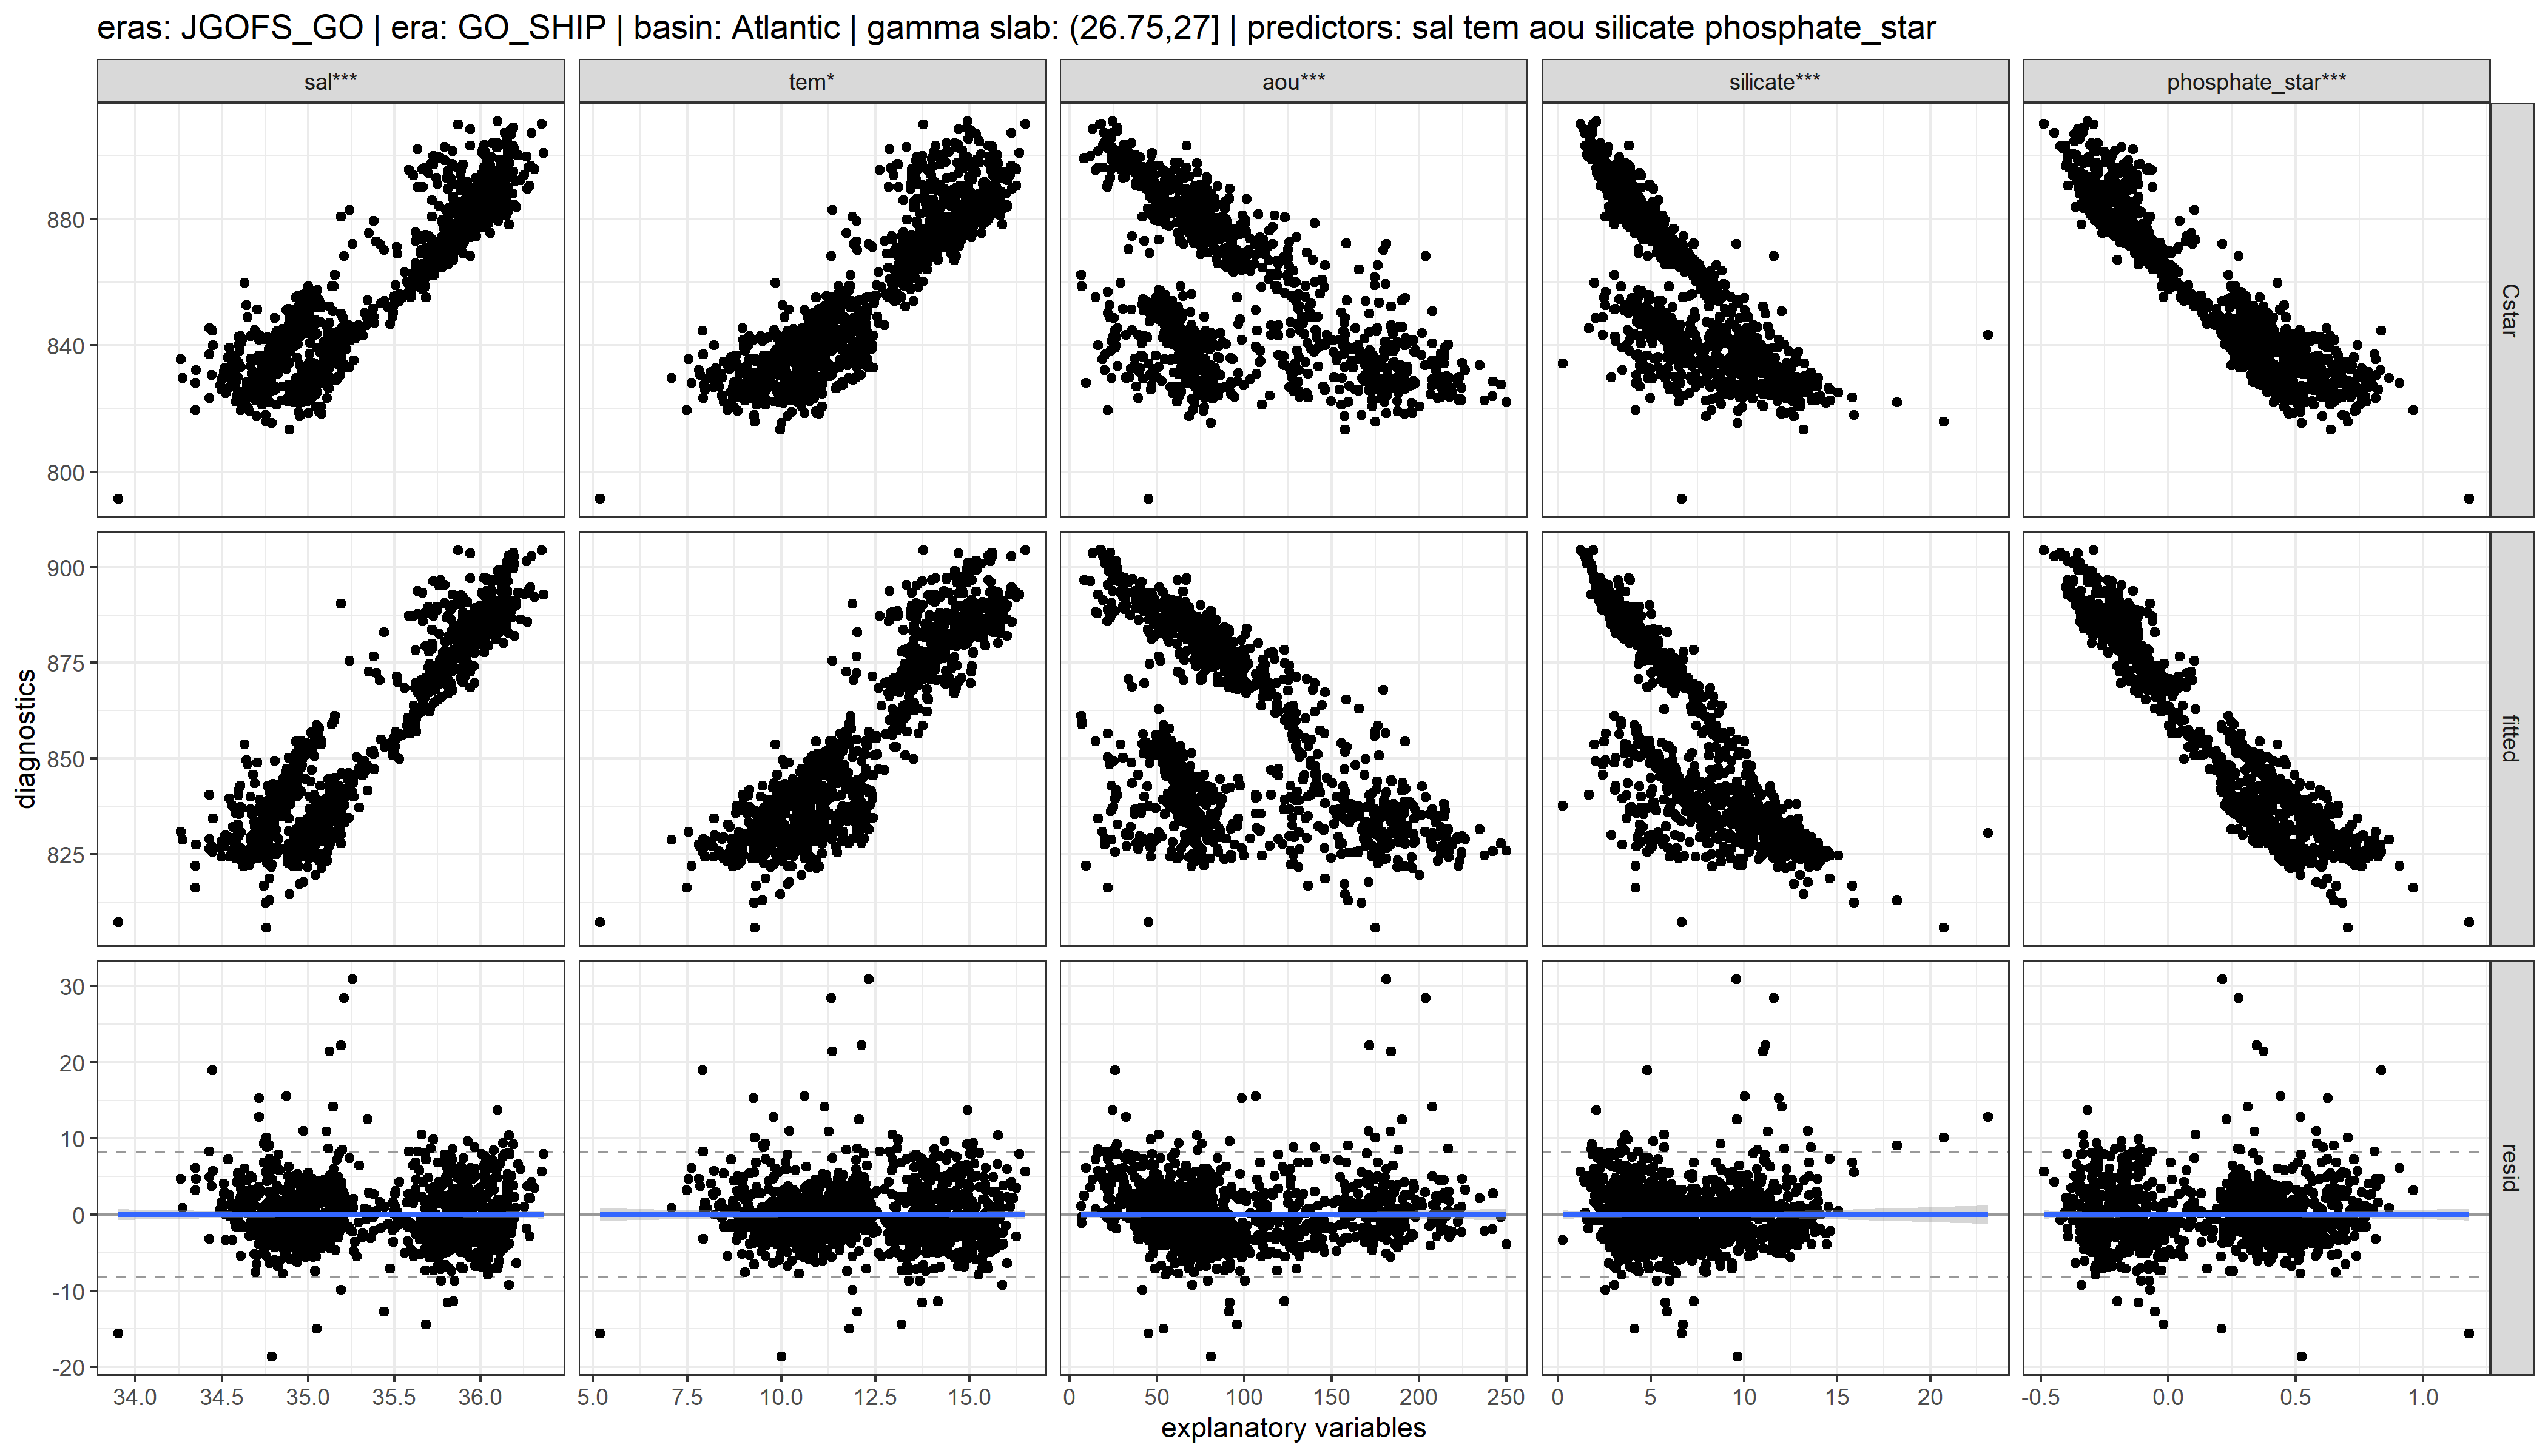 eras: JGOFS_GO | era: GO_SHIP | basin: Atlantic | gamma slab: (26.75,27] | predictors: sal tem aou silicate phosphate_star
sal*** tem* aou*** silicate*** phosphate_star***
880
840
800
Cstar
900
875
850
825
fitted
diagnostics
30
20
10
0
-10
-20
resid
34.0 34.5 35.0 35.5 36.0 5.0 7.5 10.0 12.5 15.0 0 50 100 150 200 250 0 5 10 15 20 -0.5 0.0 0.5 1.0
explanatory variables